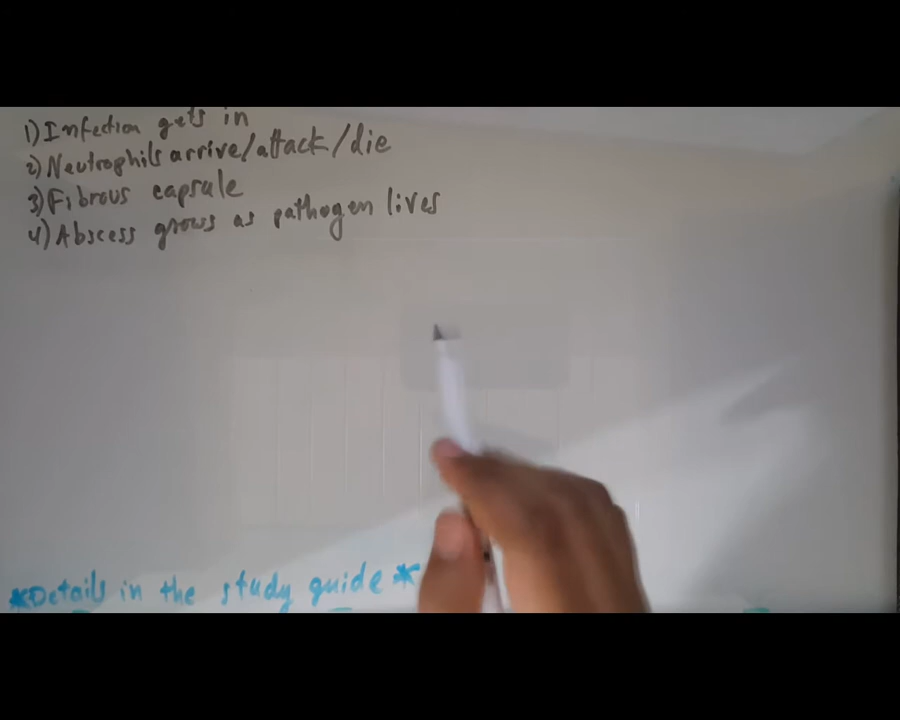 1) Infection gets in
2) Neutrophils arrive/attack/die
3) Fibrous capsule
4) Abscess grows as pathogen lives
*Details in the study guide*